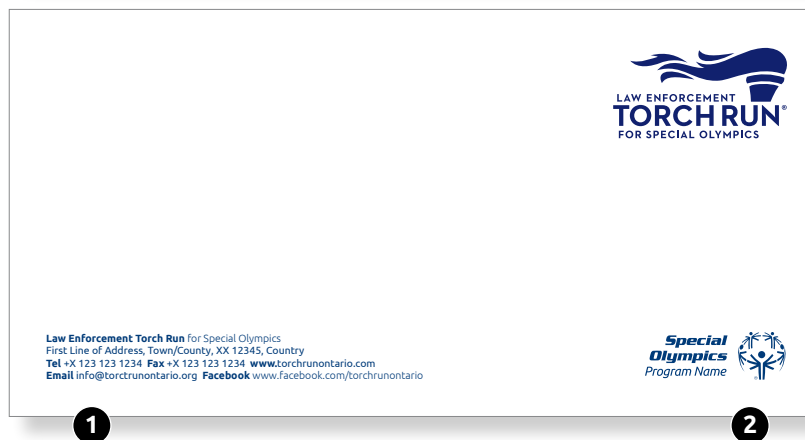 LAW ENFORCEMENT
TORCH RUN®
FOR SPECIAL OLYMPICS
Law Enforcement Torch Run for Special Olympics
First Line of Address, Town/County, XX 12345, Country
Tel +X 123 123 1234 Fax +X 123 123 1234 www.torchrunontario.com
Email info@torctrunontario.org Facebook www.facebook.com/torchrunontario
Special
Olympics
Program Name
1
2